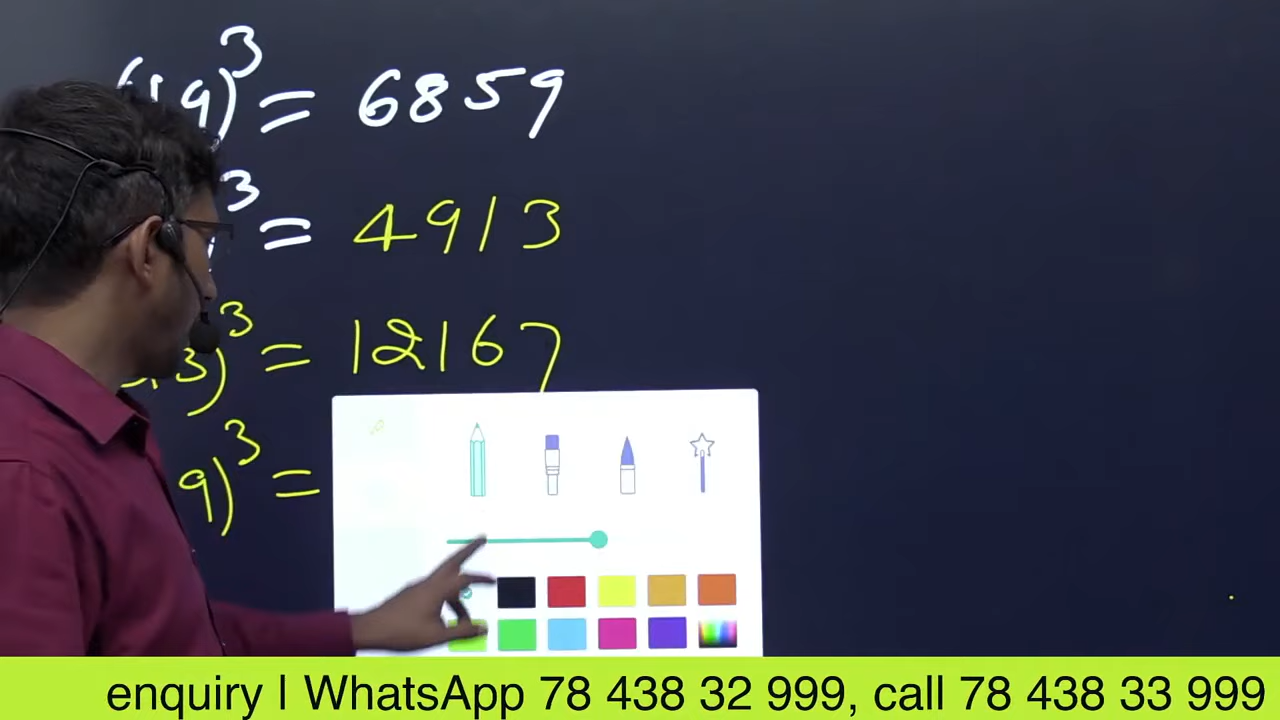 (19)³ = 6859
³ = 4913
3)³ = 12167
9)³ =
enquiry l WhatsApp 78 438 32 999, call 78 438 33 999